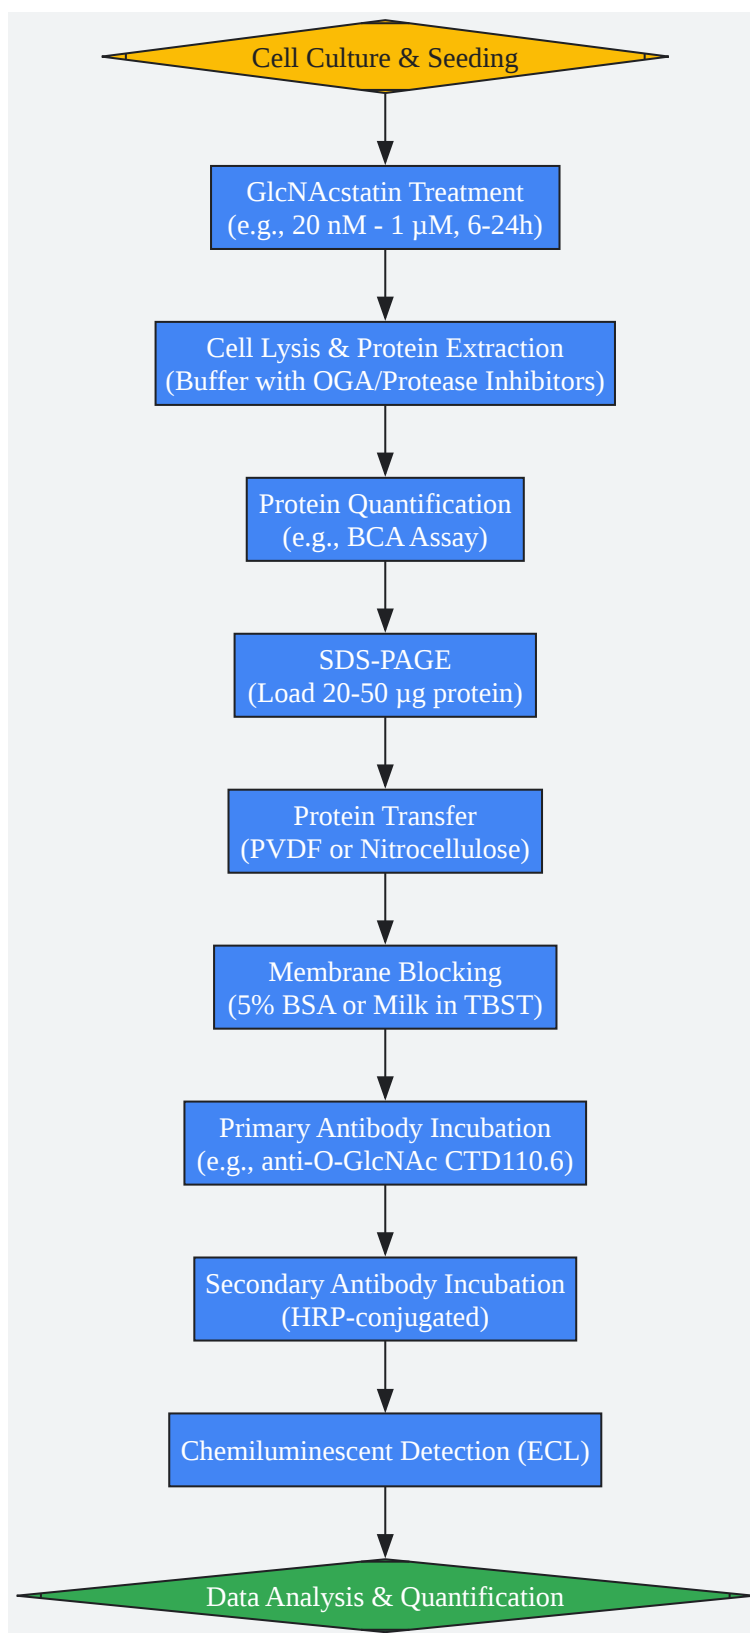 Cell Culture & Seeding
GlcNAcstatin Treatment
(e.g., 20 nM - 1 µM, 6-24h)
Cell Lysis & Protein Extraction
(Buffer with OGA/Protease Inhibitors)
Protein Quantification
(e.g., BCA Assay)
SDS-PAGE
(Load 20-50 µg protein)
Protein Transfer
(PVDF or Nitrocellulose)
Membrane Blocking
(5% BSA or Milk in TBST)
Primary Antibody Incubation
(e.g., anti-O-GlcNAc CTD110.6)
Secondary Antibody Incubation
(HRP-conjugated)
Chemiluminescent Detection (ECL)
Data Analysis & Quantification